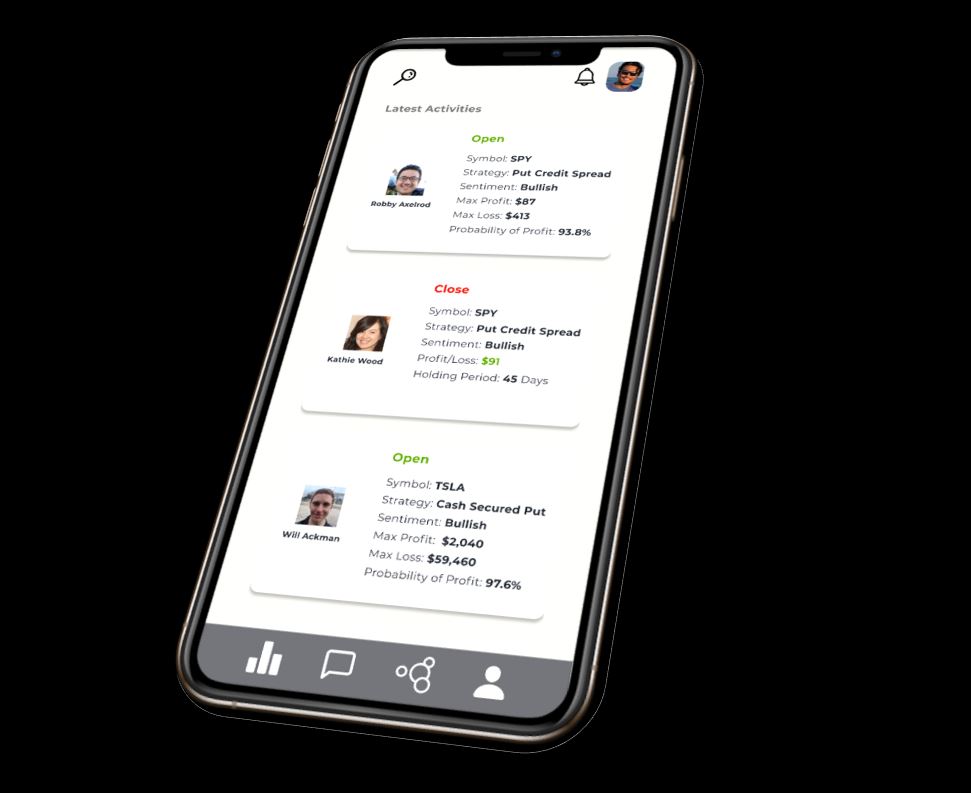 Latest Activities
Open
Symbol: SPY
Strategy: Put Credit Spread
Sentiment: Bullish
Max Profit: $87
Max Loss: $413
Probability of Profit: 93.8%
Robby Axelrod
Close
Symbol: SPY
Strategy: Put Credit Spread
Sentiment: Bullish
Profit/Loss: $91
Holding Period: 45 Days
Kathie Wood
Open
Symbol: TSLA
Strategy: Cash Secured Put
Sentiment: Bullish
Max Profit: $2,040
Max Loss: $59,460
Probability of Profit: 97.6%
Will Ackman